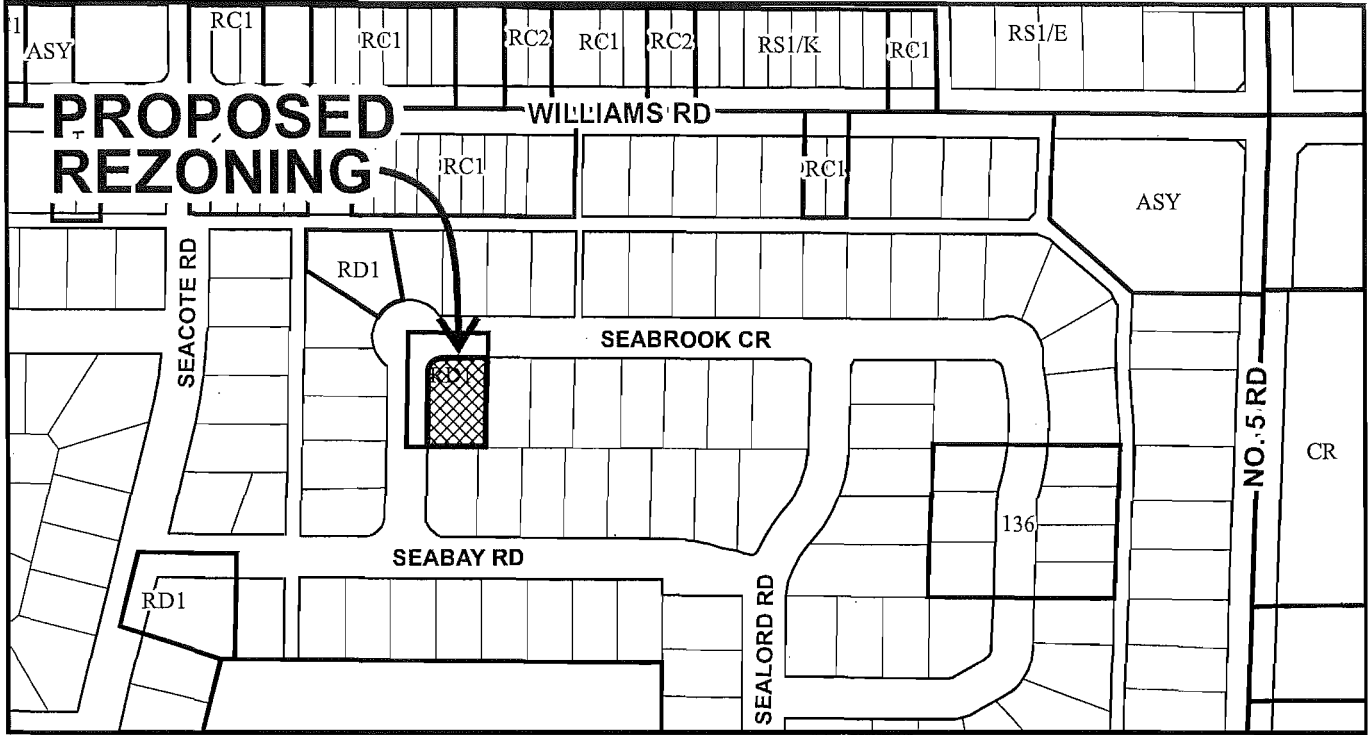 RC1
ASY
RC1
RC2
RC1
RC2
RS1/K
RC1
RS1/E
PROPOSED
REZONING
WILLIAMS RD
RC1
RC1
ASY
SEACOTE RD
RD1
SEABROOK CR
NO. 5 RD
CR
136
SEABAY RD
RD1
SEALORD RD